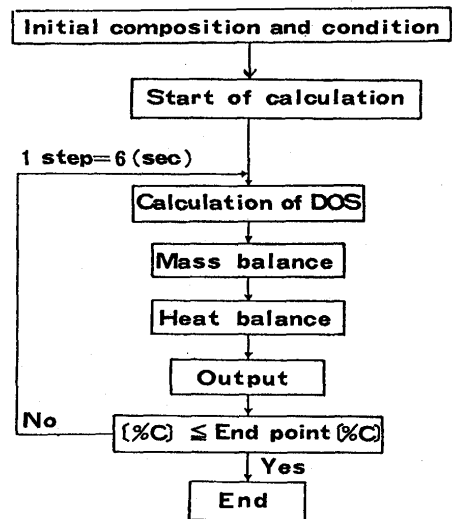 Initial composition and condition
Start of calculation
1 step=6 (sec)
Calculation of DOS
Mass balance
Heat balance
Output
[%C] ≦ End point [%C]
No
Yes
End